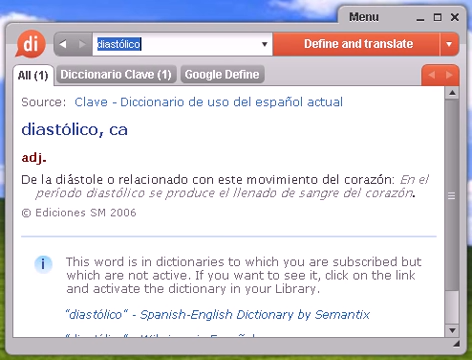 Menu
di
diastólico
Define and translate
All (1)
Diccionario Clave (1)
Google Define
Source: Clave - Diccionario de uso del español actual
diastólico, ca
adj.
De la diástole o relacionado con este movimiento del corazón: En el
período diastólico se produce el llenado de sangre del corazón.
© Ediciones SM 2006
i
This word is in dictionaries to which you are subscribed but
which are not active. If you want to see it, click on the link
and activate the dictionary in your Library.
"diastólico" - Spanish-English Dictionary by Semantix